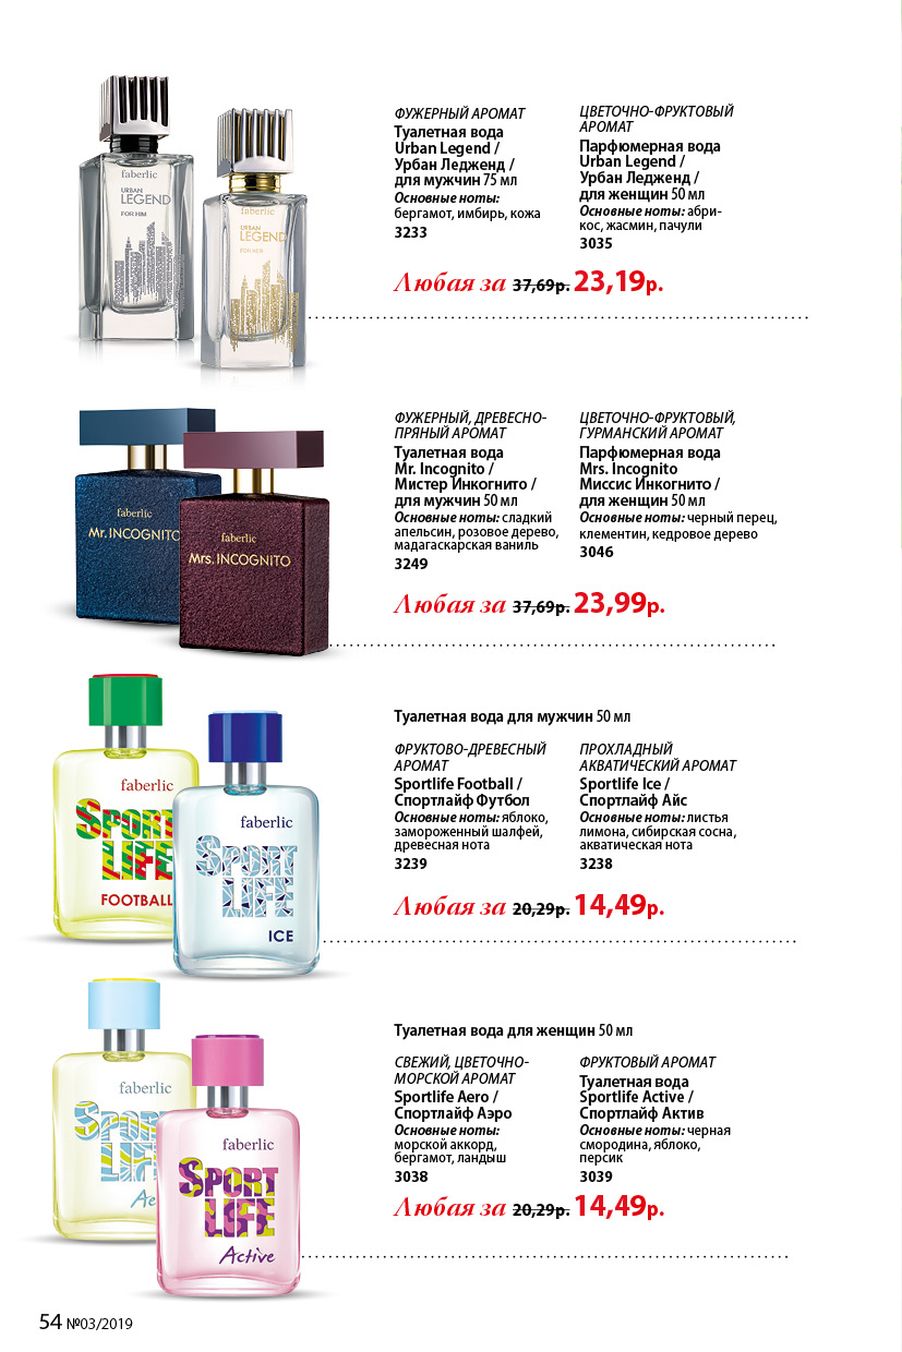 faberlic
URBAN
LEGEND
FOR HIM
faberlic
URBAN
LEGEND
FOR HER
ФУЖЕРНЫЙ АРОМАТ
Туалетная вода
Urban Legend /
Урбан Ледженд /
для мужчин 75 мл
Основные ноты:
бергамот, имбирь, кожа
3233
ЦВЕТОЧНО-ФРУКТОВЫЙ
АРОМАТ
Парфюмерная вода
Urban Legend /
Урбан Ледженд /
для женщин 50 мл
Основные ноты: абри-
кос, жасмин, пачули
3035
Любая за 37,69р. 23,19р.
faberlic
Mr. INCOGNITO
faberlic
Mrs. INCOGNITO
ФУЖЕРНЫЙ, ДРЕВЕСНО-
ПРЯНЫЙ АРОМАТ
Туалетная вода
Mr. Incognito /
Мистер Инкогнито /
для мужчин 50 мл
Основные ноты: сладкий
апельсин, розовое дерево,
мадагаскарская ваниль
3249
ЦВЕТОЧНО-ФРУКТОВЫЙ,
ГУРМАНСКИЙ АРОМАТ
Парфюмерная вода
Mrs. Incognito
Миссис Инкогнито /
для женщин 50 мл
Основные ноты: черный перец,
клементин, кедровое дерево
3046
Любая за 37,69р. 23,99р.
faberlic
SPORT
LIFE
FOOTBALL
faberlic
SPORT
LIFE
ICE
Туалетная вода для мужчин 50 мл
ФРУКТОВО-ДРЕВЕСНЫЙ
АРОМАТ
Sportlife Football /
Спортлайф Футбол
Основные ноты: яблоко,
замороженный шалфей,
древесная нота
3239
ПРОХЛАДНЫЙ
АКВАТИЧЕСКИЙ АРОМАТ
Sportlife Ice /
Спортлайф Айс
Основные ноты: листья
лимона, сибирская сосна,
акватическая нота
3238
Любая за 20,29р. 14,49р.
faberlic
SPORT
LIFE
Ae
faberlic
SPORT
LIFE
Active
Туалетная вода для женщин 50 мл
СВЕЖИЙ, ЦВЕТОЧНО-
МОРСКОЙ АРОМАТ
Sportlife Aero /
Спортлайф Аэро
Основные ноты:
морской аккорд,
бергамот, ландыш
3038
ФРУКТОВЫЙ АРОМАТ
Туалетная вода
Sportlife Active /
Спортлайф Актив
Основные ноты: черная
смородина, яблоко,
персик
3039
Любая за 20,29р. 14,49р.
54 №03/2019